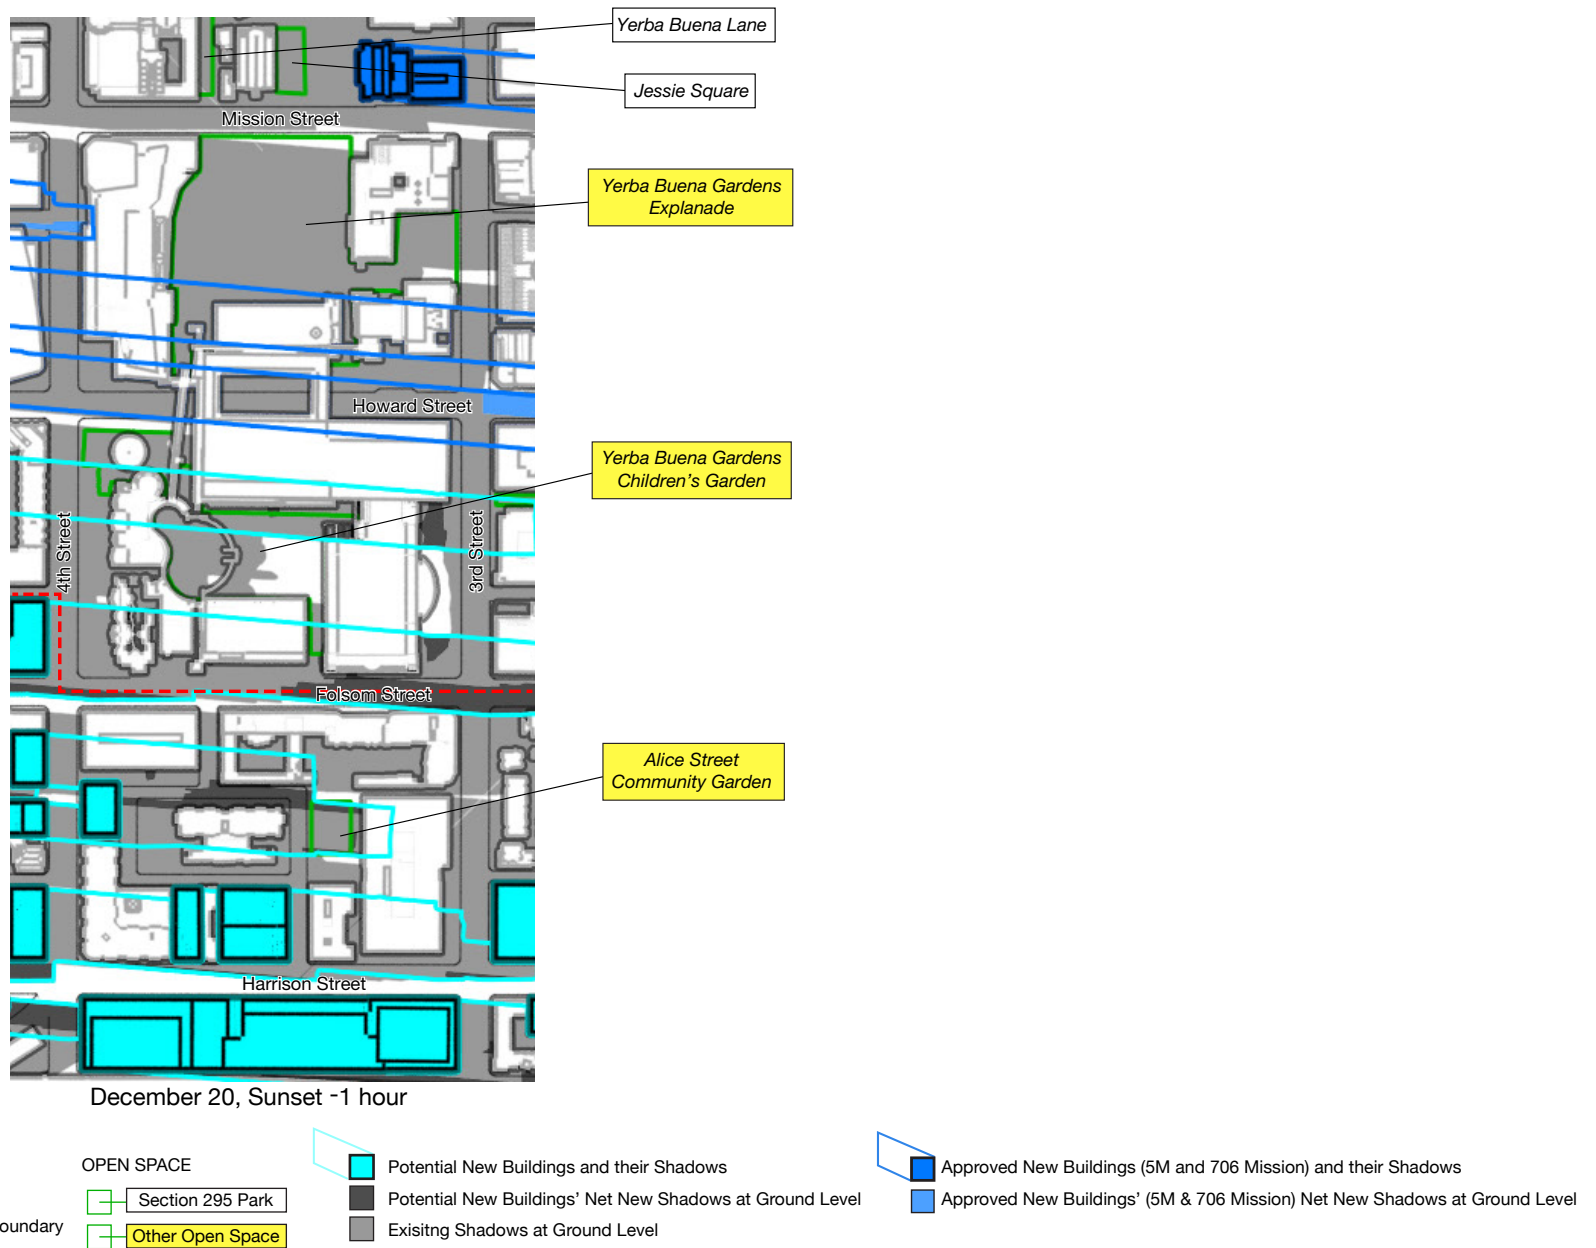 Yerba Buena Lane
Jessie Square
Mission Street
Yerba Buena Gardens
Explanade
Howard Street
Yerba Buena Gardens
Children's Garden
4th Street
3rd Street
Folsom Street
Alice Street
Community Garden
Harrison Street
December 20, Sunset -1 hour
OPEN SPACE
Section 295 Park
oundary
Other Open Space
Potential New Buildings and their Shadows
Potential New Buildings' Net New Shadows at Ground Level
Exisitng Shadows at Ground Level
Approved New Buildings (5M and 706 Mission) and their Shadows
Approved New Buildings' (5M & 706 Mission) Net New Shadows at Ground Level